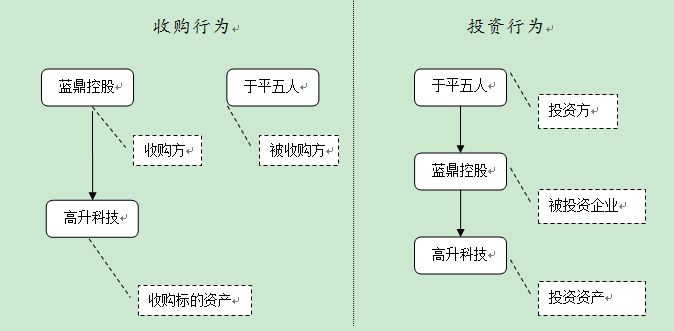 收购行为
蓝鼎控股
于平五人
收购方
被收购方
高升科技
收购标的资产
投资行为
于平五人
投资方
蓝鼎控股
被投资企业
高升科技
投资资产